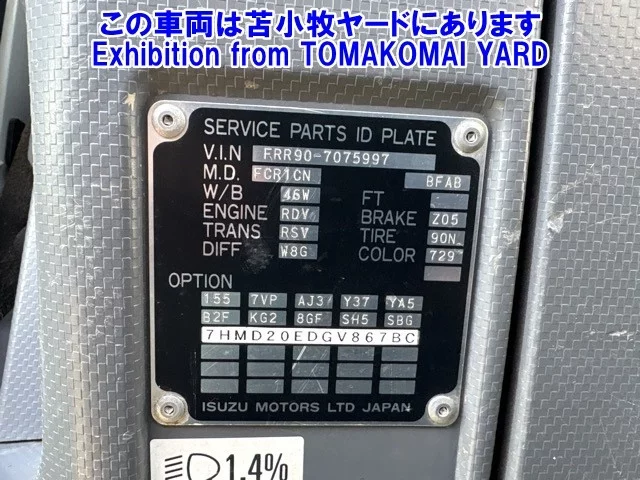 この車両は苫小牧ヤードにあります
Exhibition from TOMAKOMAI YARD
SERVICE PARTS ID PLATE
V.I.N FRR90-7075997
M.D. FCR1CN BFAB
W/B 46W FT
ENGINE RDY BRAKE Z05
TRANS RSV TIRE 90N
DIFF W8G COLOR 729
OPTION
155 7VP AJ3 Y37 YA5
B2F KG2 8GF SH5 SBG
7HMD20EDGV867BC
ISUZU MOTORS LTD JAPAN
1.4%